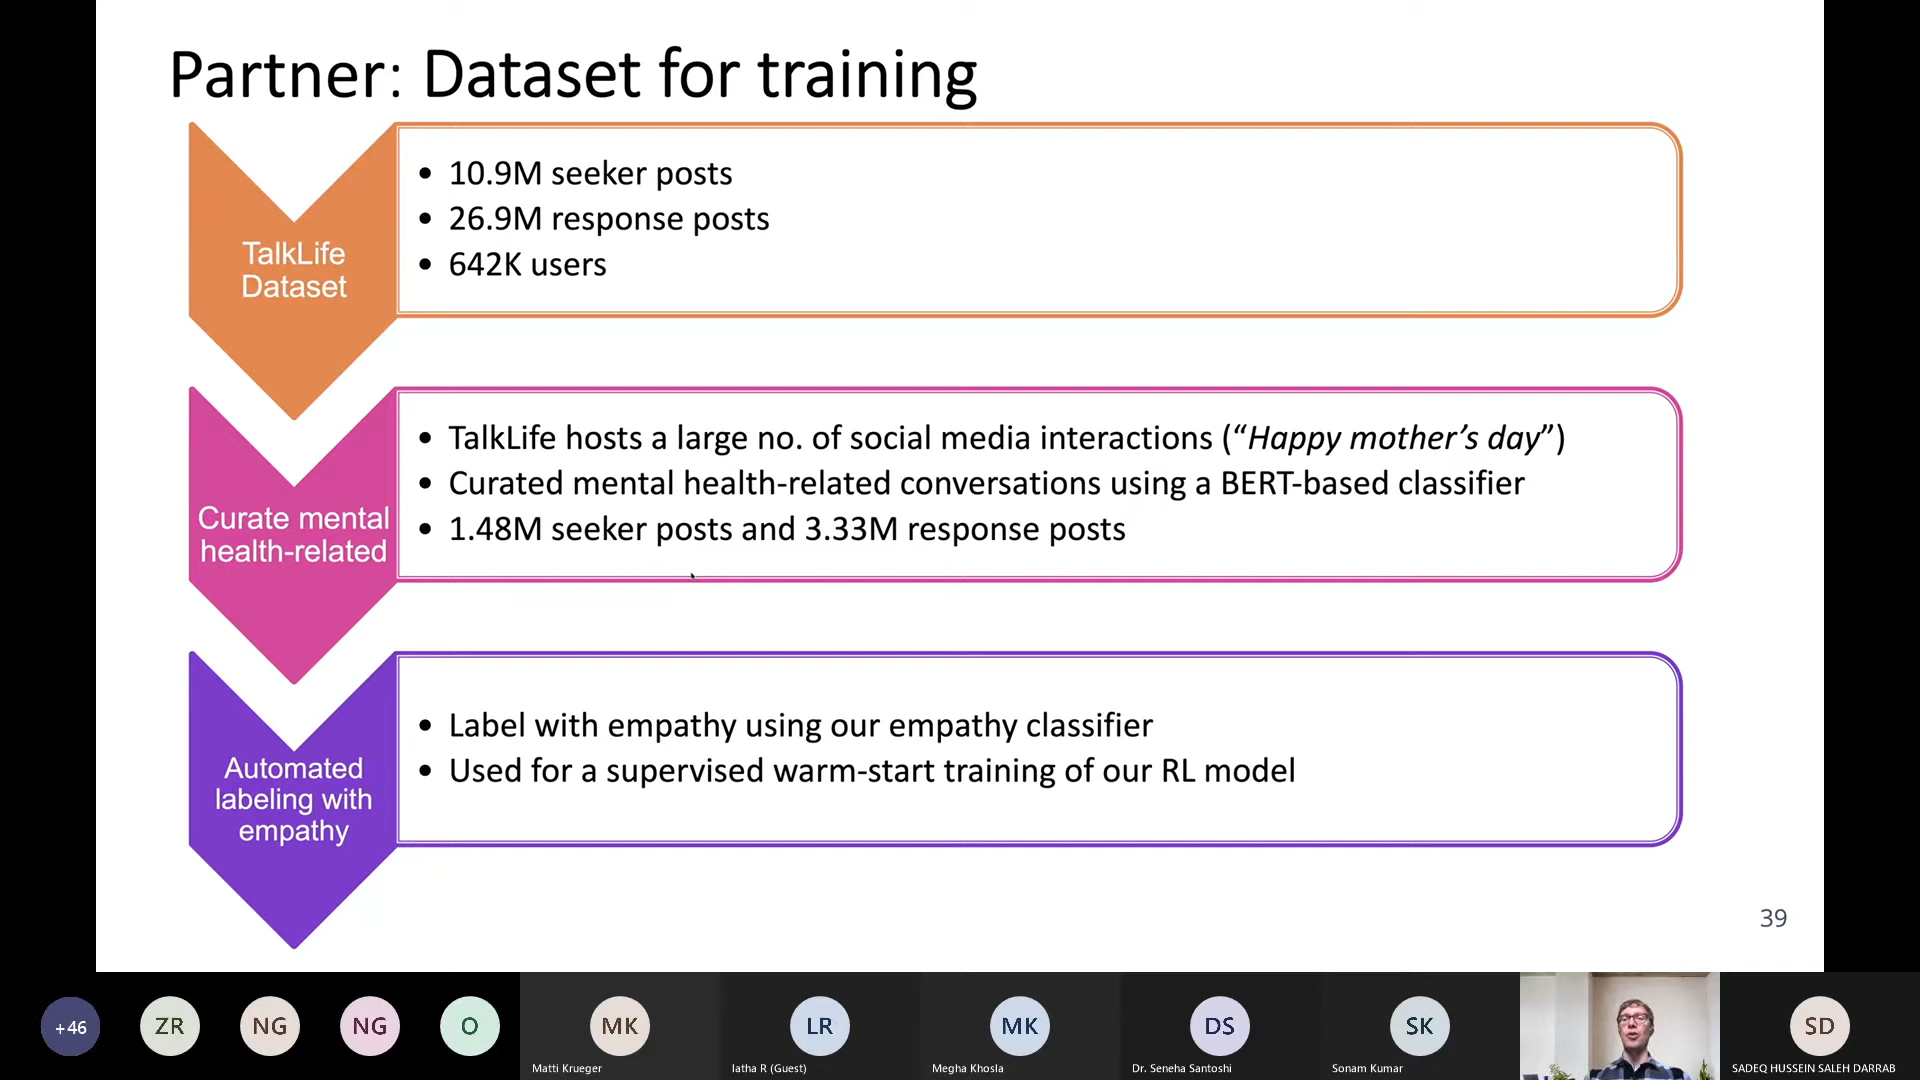 Partner: Dataset for training
TalkLife
Dataset
• 10.9M seeker posts
• 26.9M response posts
• 642K users
Curate mental
health-related
• TalkLife hosts a large no. of social media interactions (“Happy mother’s day”)
• Curated mental health-related conversations using a BERT-based classifier
• 1.48M seeker posts and 3.33M response posts
Automated
labeling with
empathy
• Label with empathy using our empathy classifier
• Used for a supervised warm-start training of our RL model
39
+46
ZR
NG
NG
O
MK
Matti Krueger
LR
latha R (Guest)
MK
Megha Khosla
DS
Dr. Seneha Santoshi
SK
Sonam Kumar
SD
SADEQ HUSSEIN SALEH DARRAB